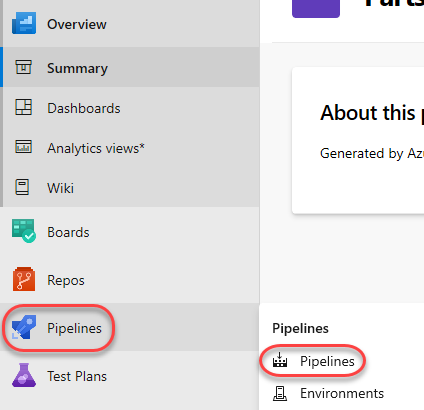 Overview
Summary
Dashboards
Analytics views*
Wiki
Boards
Repos
Pipelines
Test Plans
Parts
About this p
Generated by Azu
Pipelines
Pipelines
Environments